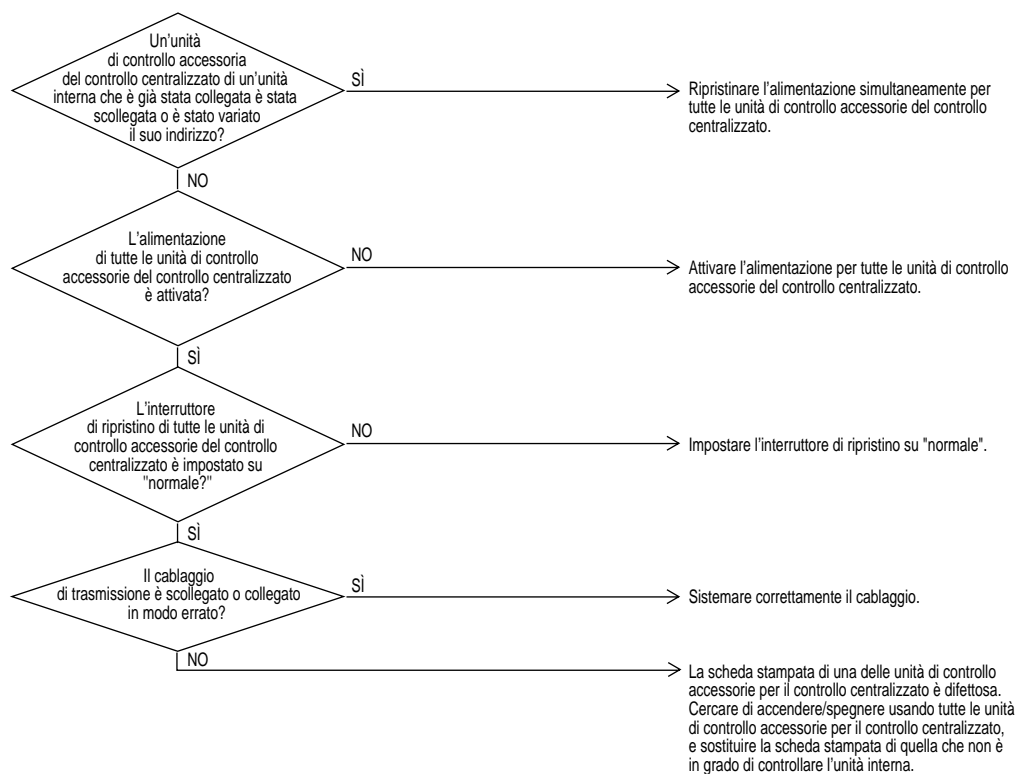 Un'unità
di controllo accessoria
del controllo centralizzato di un'unità
interna che è già stata collegata è stata
scollegata o è stato variato
il suo indirizzo?
SÌ
Ripristinare l'alimentazione simultaneamente per
tutte le unità di controllo accessorie del controllo
centralizzato.
NO
L'alimentazione
di tutte le unità di controllo
accessorie del controllo centralizzato
è attivata?
NO
Attivare l'alimentazione per tutte le unità di controllo
accessorie del controllo centralizzato.
SÌ
L'interruttore
di ripristino di tutte le unità di
controllo accessorie del controllo
centralizzato è impostato su
"normale?"
NO
Impostare l'interruttore di ripristino su "normale".
SÌ
Il cablaggio
di trasmissione è scollegato o collegato
in modo errato?
SÌ
Sistemare correttamente il cablaggio.
NO
La scheda stampata di una delle unità di controllo
accessorie per il controllo centralizzato è difettosa.
Cercare di accendere/spegnere usando tutte le unità
di controllo accessorie per il controllo centralizzato,
e sostituire la scheda stampata di quella che non è
in grado di controllare l'unità interna.